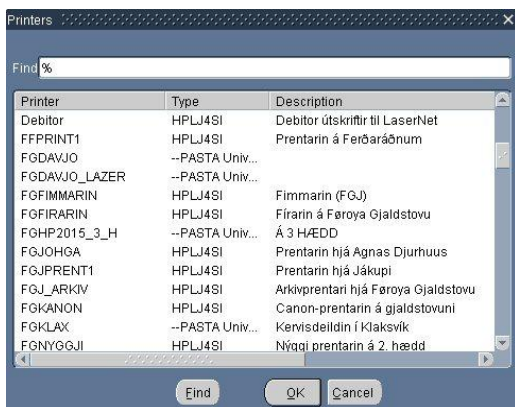 Printers
Find %
Printer Type Description
Debitor HPLJ4SI Debitor útskriftir til LaserNet
FFPRINT1 HPLJ4SI Prentarin á Ferðaráðnum
FGDAVJO --PASTA Univ...
FGDAVJO_LAZER --PASTA Univ...
FGFIMMARIN HPLJ4SI Fimmarin (FGJ)
FGFIRARIN HPLJ4SI Fírarin á Føroya Gjaldstovu
FGHP2015_3_H --PASTA Univ... Á 3 HÆDD
FGJOHGA HPLJ4SI Prentarin hjá Agnas Djurhuus
FGJPRENT1 HPLJ4SI Prentarin hjá Jákupi
FGJ_ARKIV HPLJ4SI Arkivprentari hjá Føroya Gjaldstovu
FGKANON HPLJ4SI Canon-prentarin á gjaldstovuni
FGKLAX --PASTA Univ... Kervisdeildin í Klaksvík
FGNYGGJI HPLJ4SI Nýggi prentarin á 2. hædd
Find OK Cancel